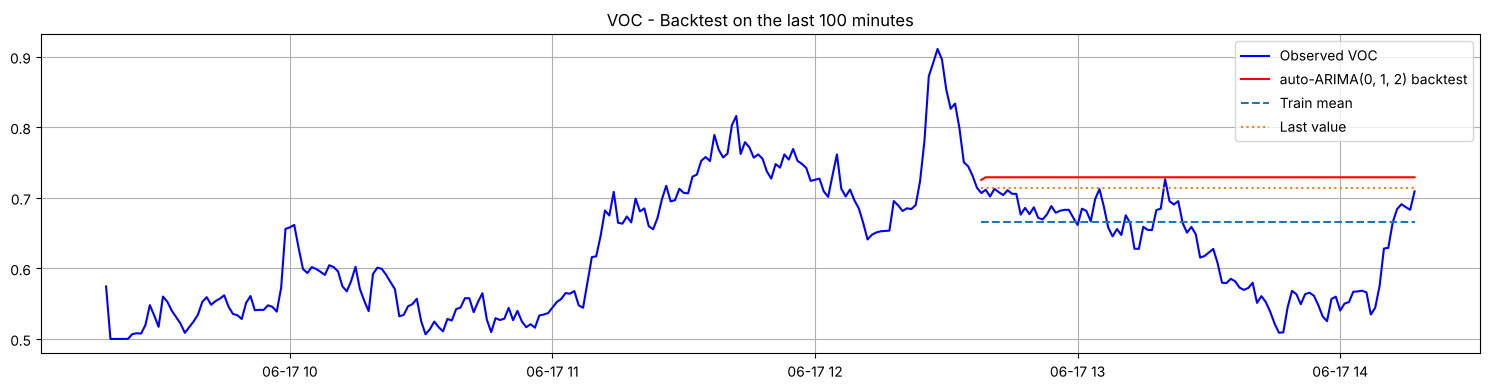 VOC - Backtest on the last 100 minutes
0.9
0.8
0.7
0.6
0.5
Observed VOC
auto-ARIMA(0, 1, 2) backtest
Train mean
Last value
06-17 10
06-17 11
06-17 12
06-17 13
06-17 14